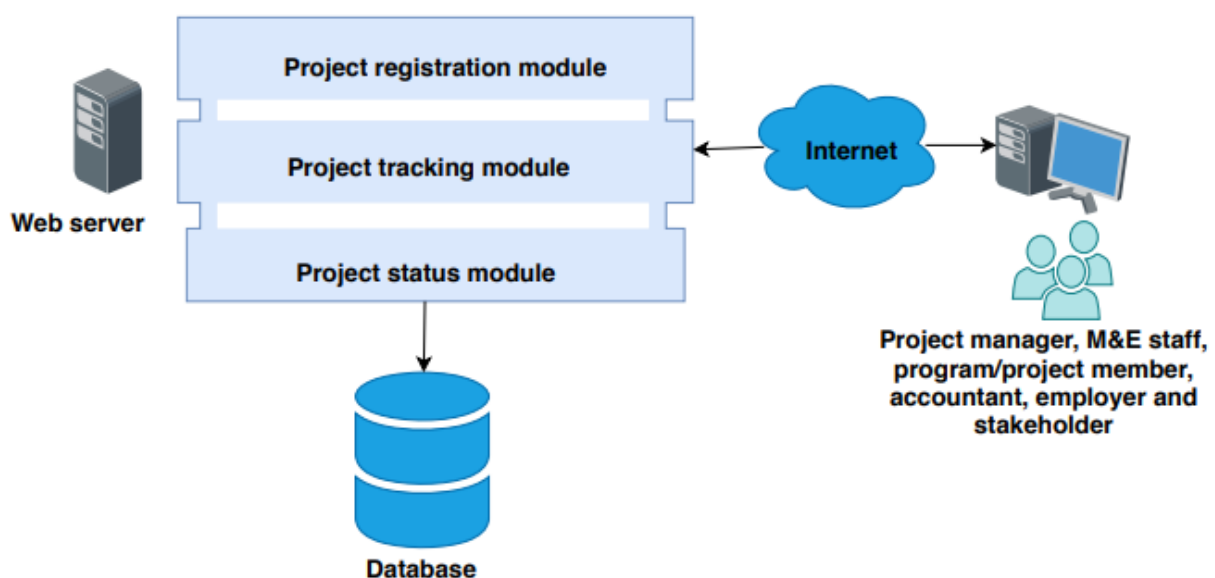 Project registration module
Project tracking module
Internet
Web server
Project status module
Project manager, M&E staff,
program/project member,
accountant, employer and
stakeholder
Database